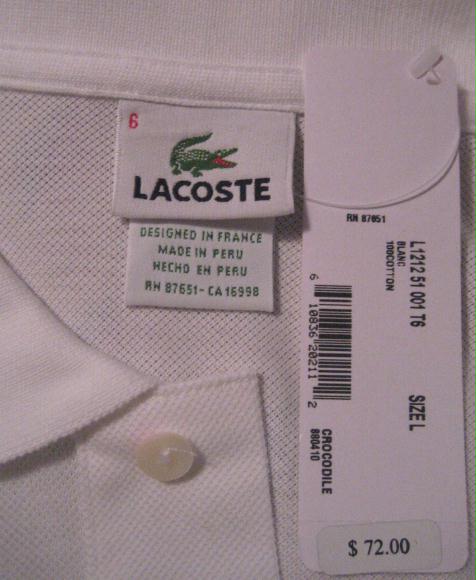 6
LACOSTE
DESIGNED IN FRANCE
MADE IN PERU
HECHO EN PERU
RN 87651-CA 16998
RN 87651
L1212 51 001 T6
BLANC
100COTTON
SIZE L
6 10836 20211 2
CROCODILE
880410
$ 72.00